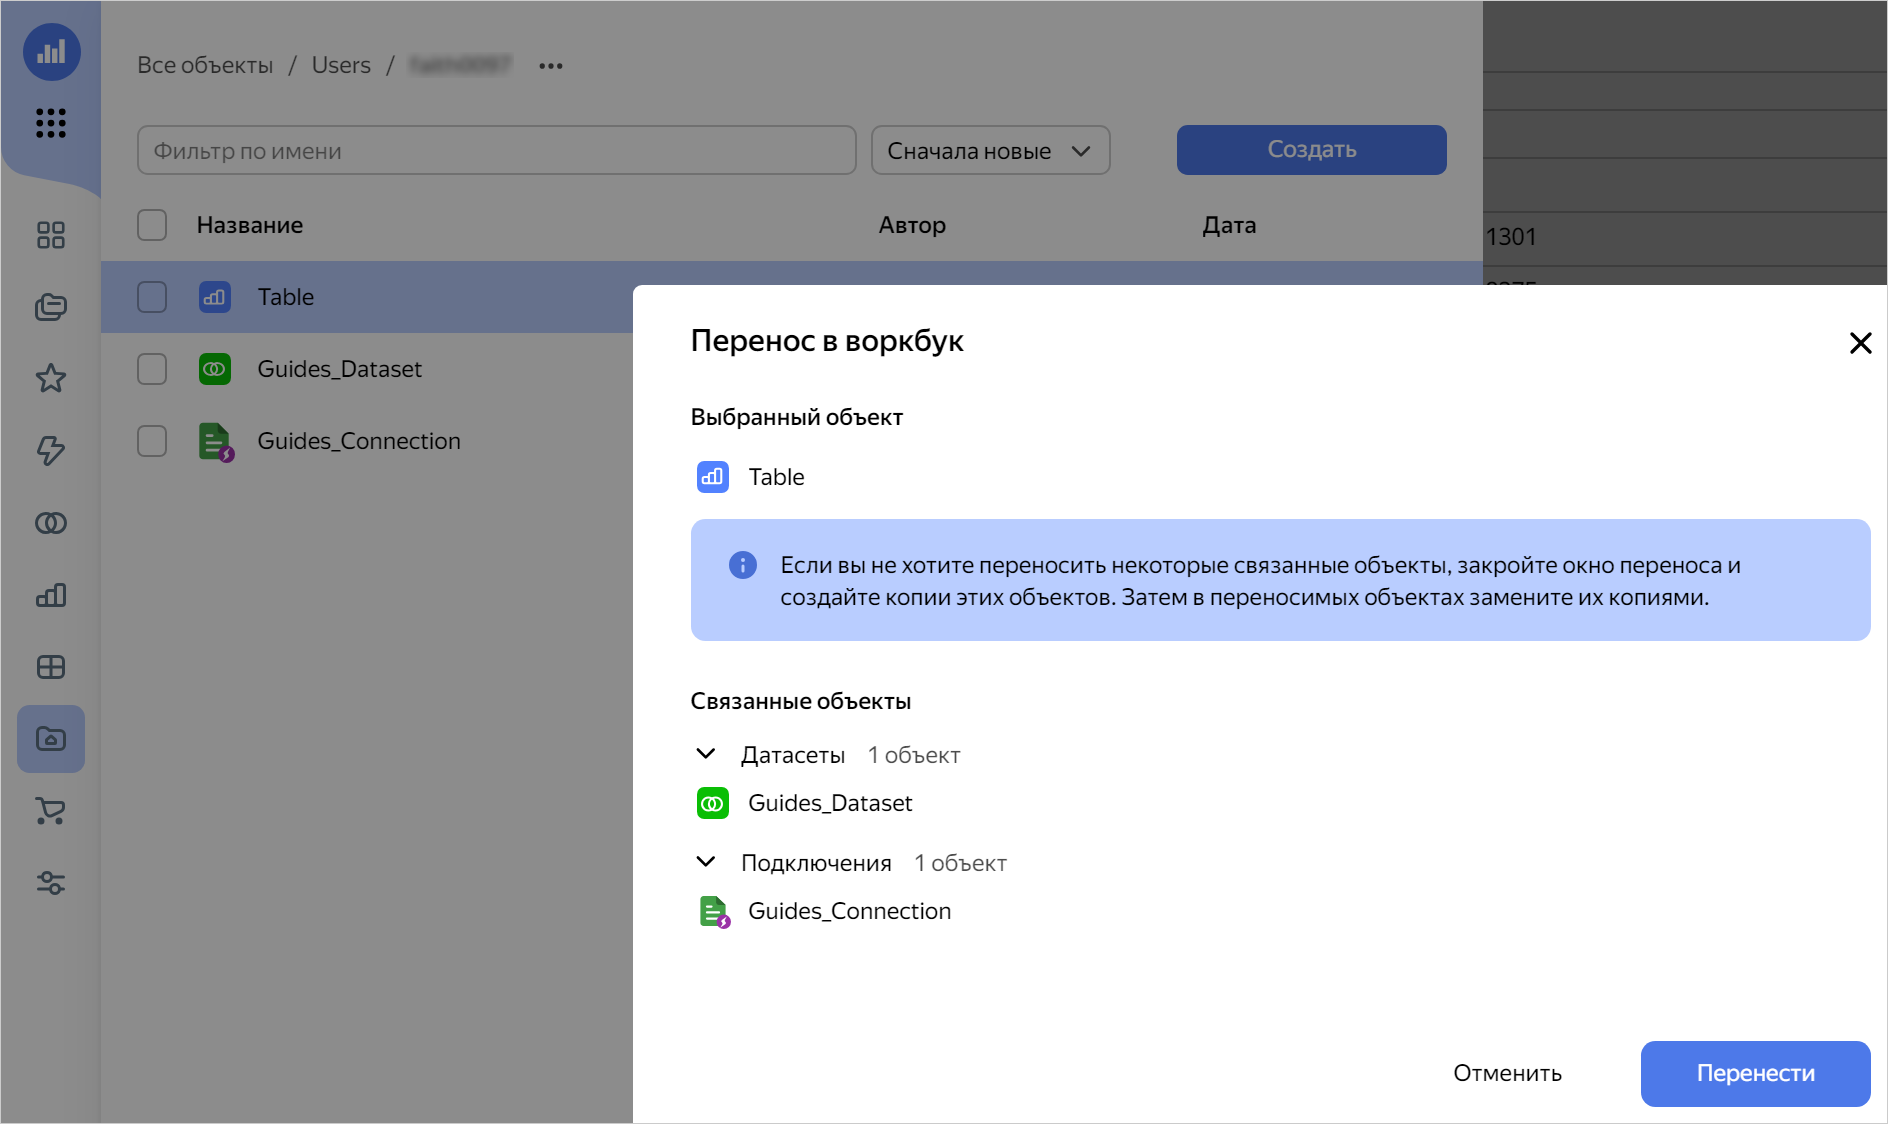 Все объекты / Users /
Фильтр по имени
Сначала новые
Создать
Название Автор Дата
1301
Table
Guides_Dataset
Guides_Connection
Перенос в воркбук
Выбранный объект
Table
Если вы не хотите переносить некоторые связанные объекты, закройте окно переноса и
создайте копии этих объектов. Затем в переносимых объектах замените их копиями.
Связанные объекты
Датасеты 1 объект
Guides_Dataset
Подключения 1 объект
Guides_Connection
Отменить
Перенести